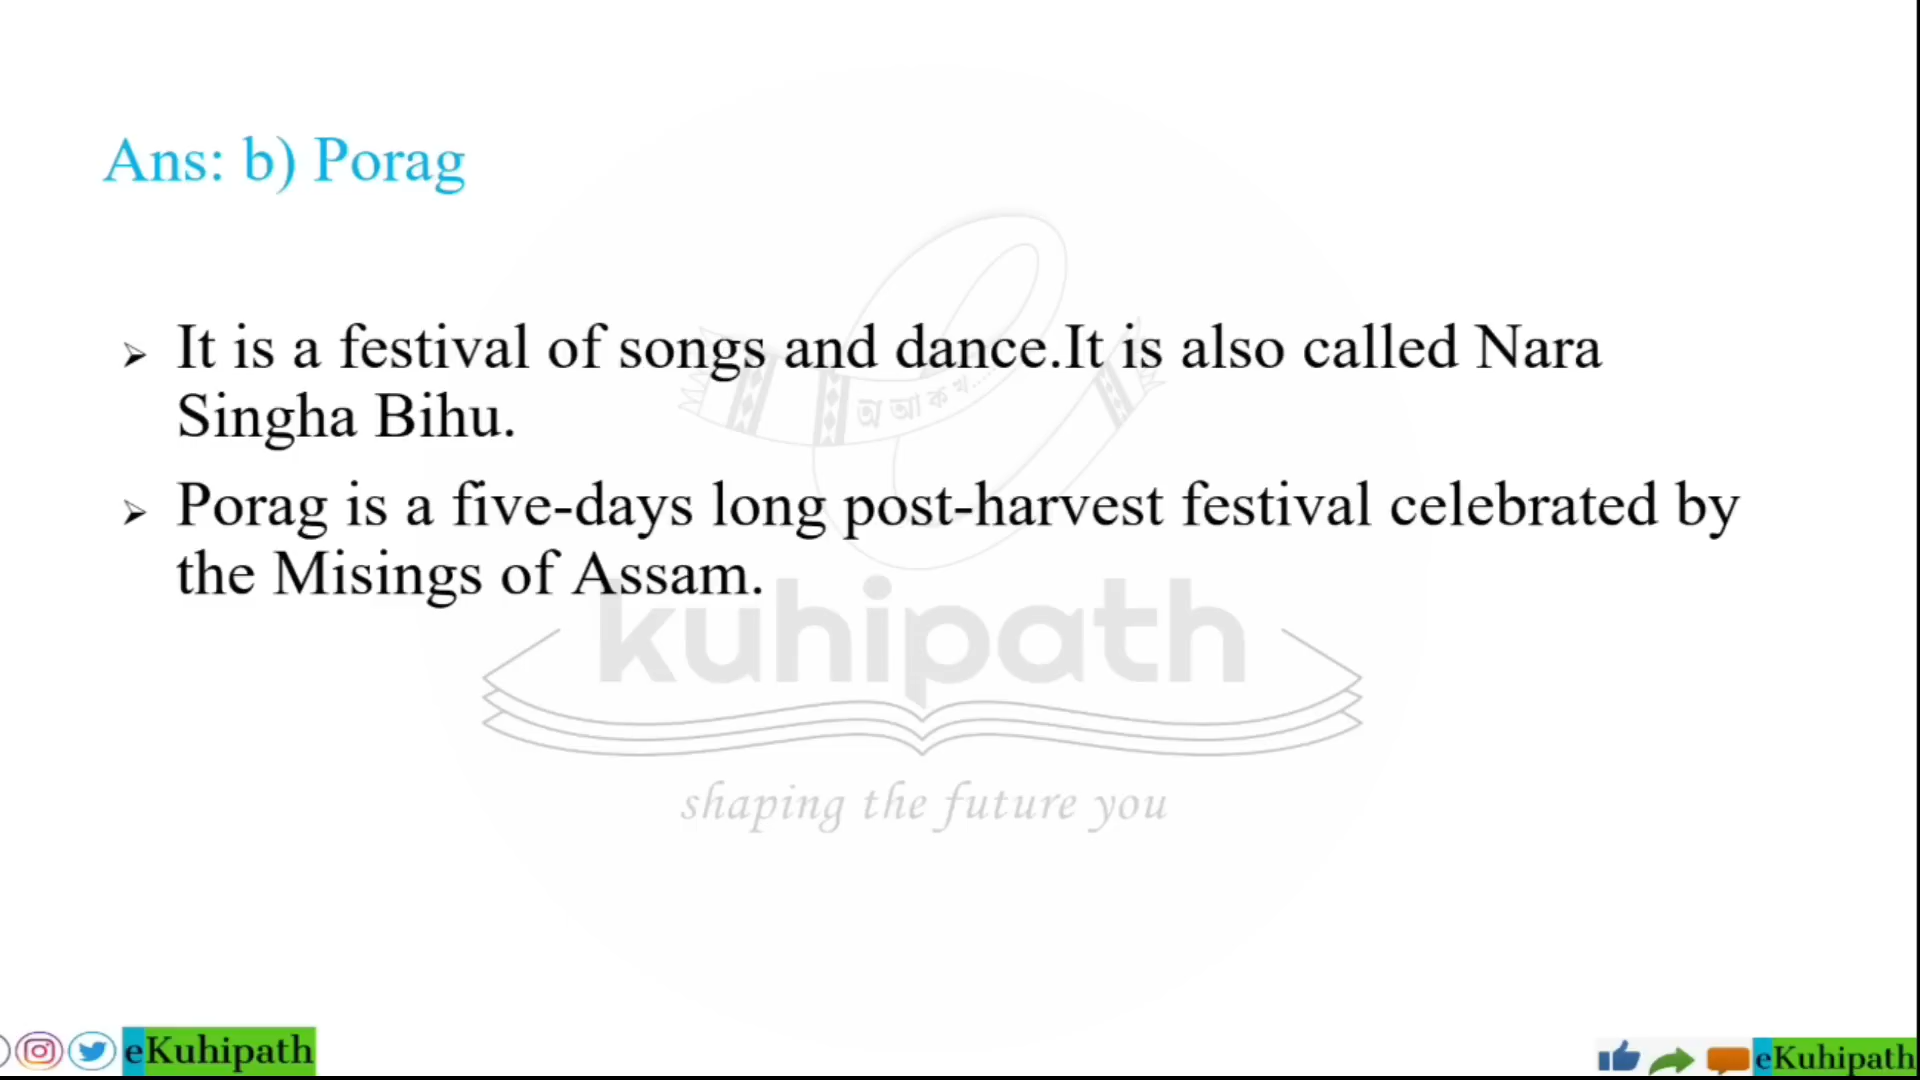 Ans: b) Porag
➢ It is a festival of songs and dance.It is also called Nara
Singha Bihu.
➢ Porag is a five-days long post-harvest festival celebrated by
the Misings of Assam.
অ আ ক খ.....
kuhipath
shaping the future you
eKuhipath
eKuhipath